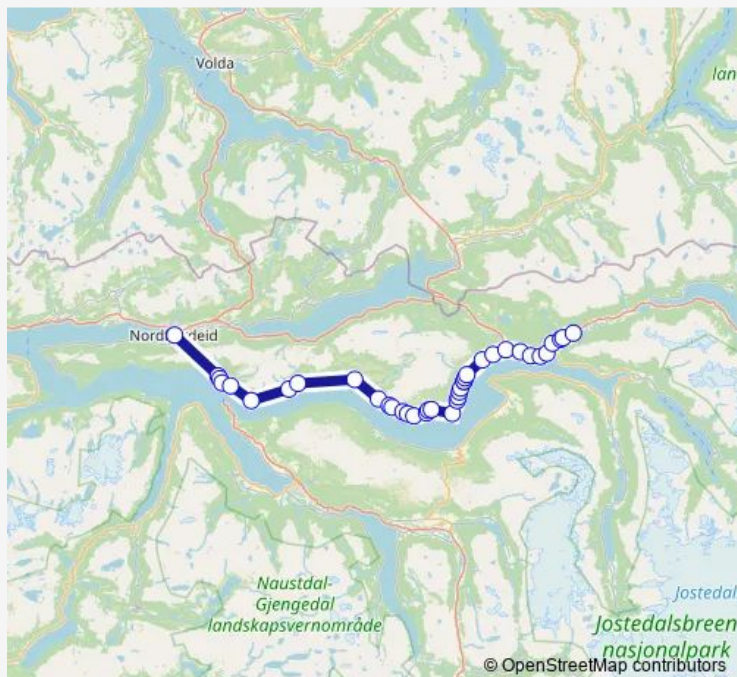 Volda
lan
Nordfjordeid
Naustdal-
Gjengedal
landskapsvernområde
Jostedal
Jostedalsbreen
nasjonalpark
© OpenStreetMap contributors